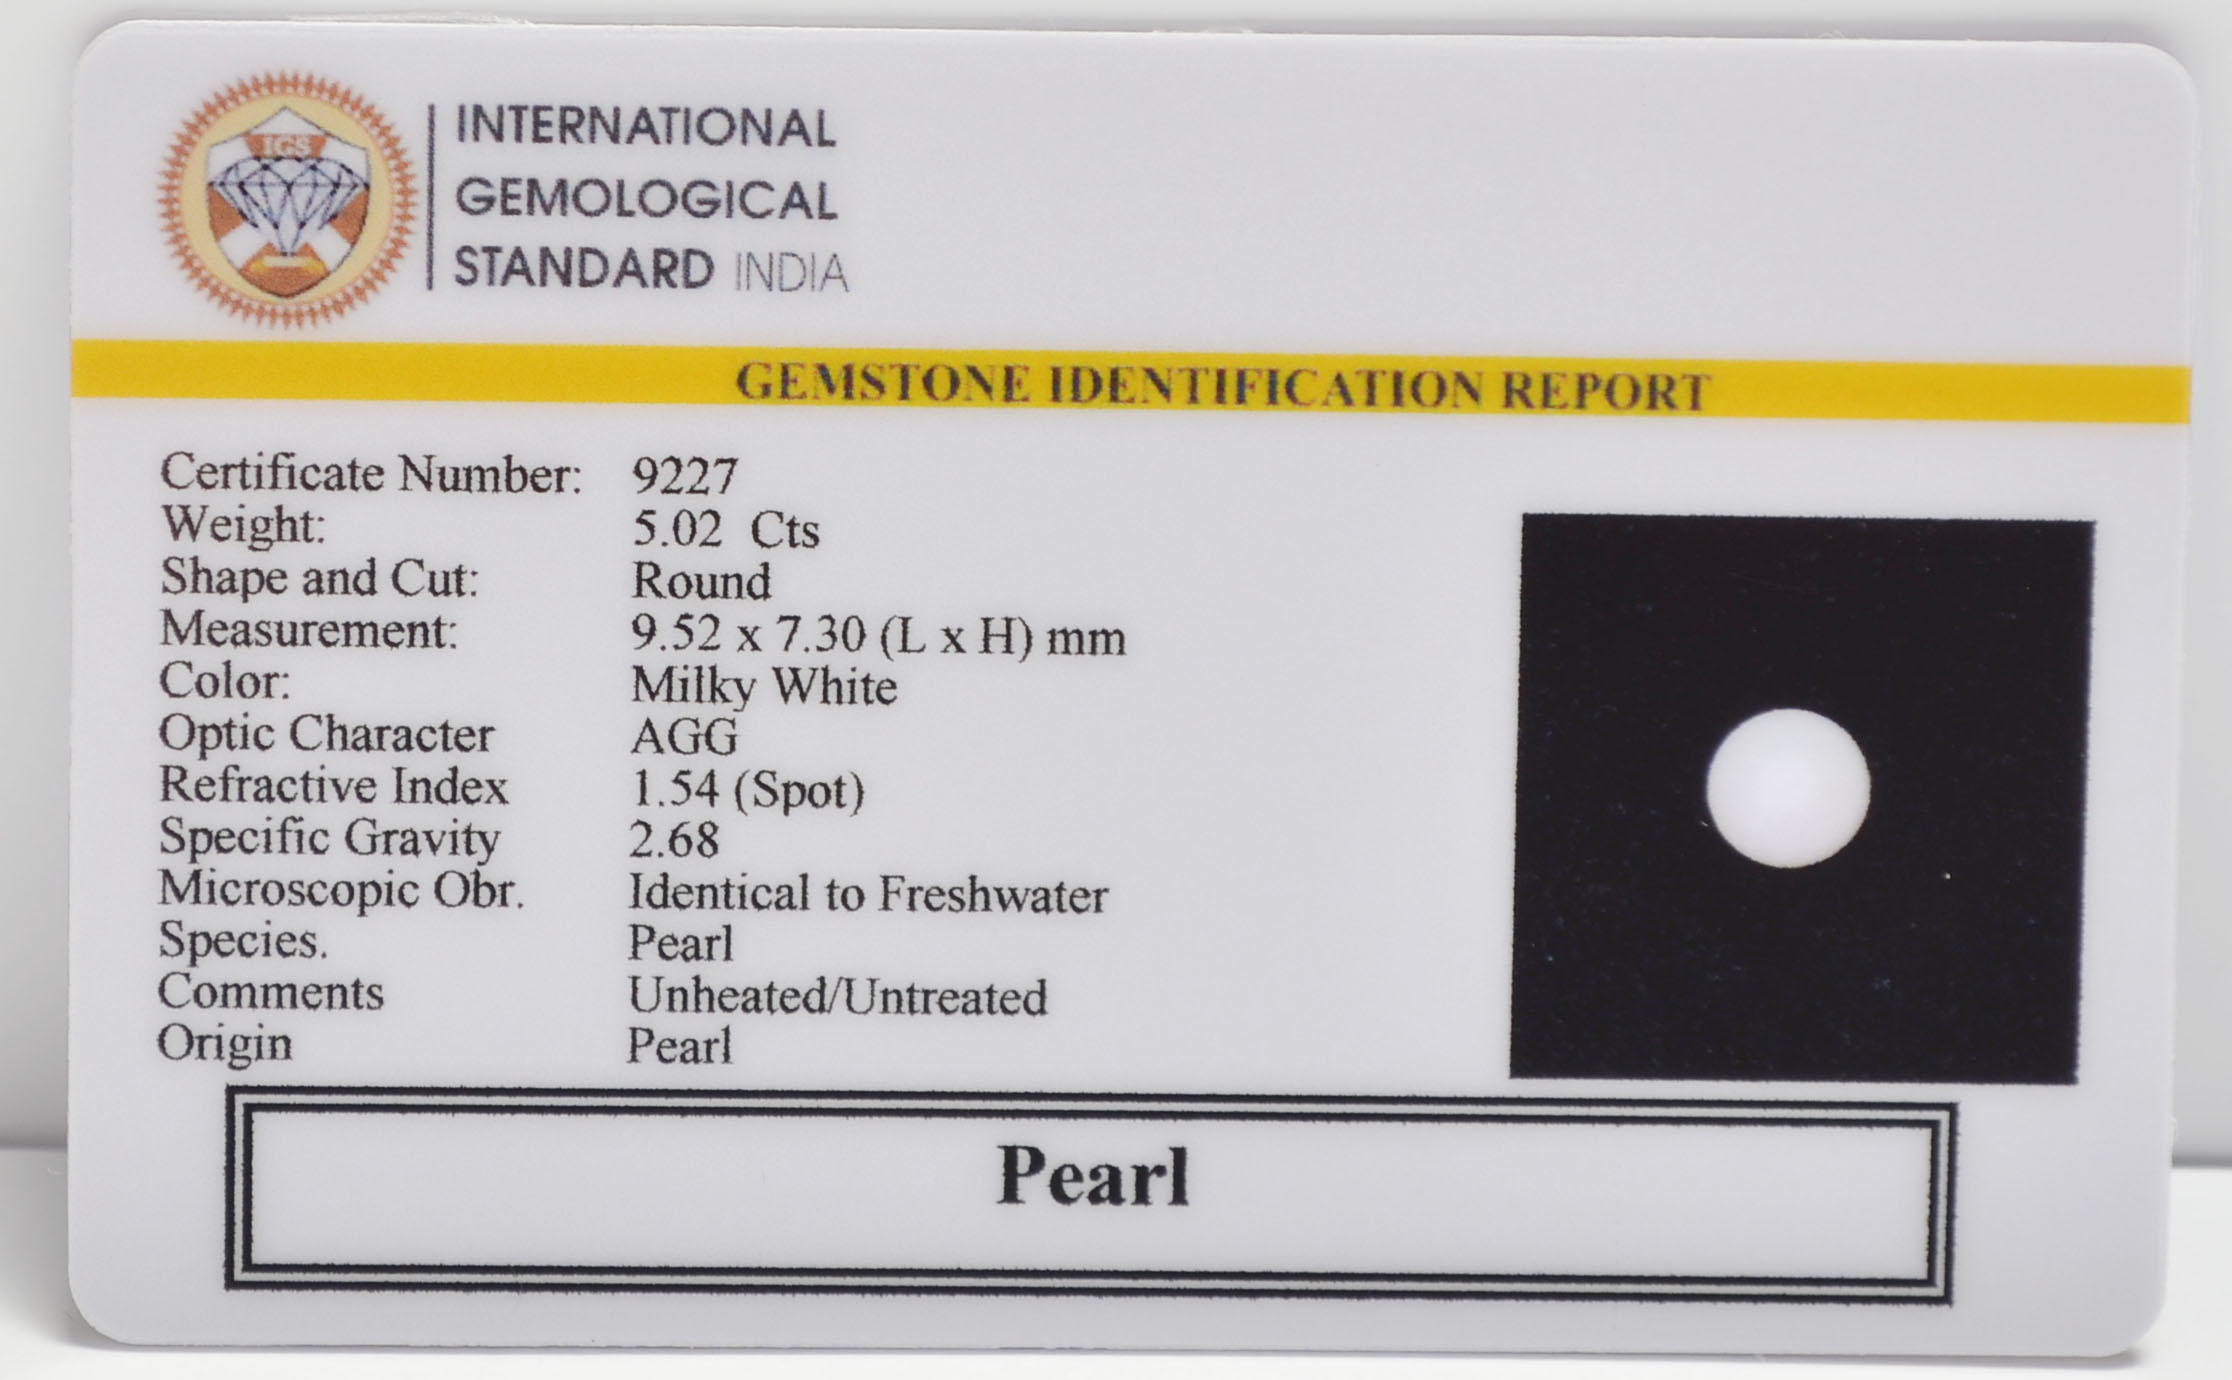 IGS
INTERNATIONAL
GEMOLOGICAL
STANDARD INDIA
GEMSTONE IDENTIFICATION REPORT
Certificate Number: 9227
Weight: 5.02 Cts
Shape and Cut: Round
Measurement: 9.52 x 7.30 (L x H) mm
Color: Milky White
Optic Character AGG
Refractive Index 1.54 (Spot)
Specific Gravity 2.68
Microscopic Obr. Identical to Freshwater
Species. Pearl
Comments Unheated/Untreated
Origin Pearl
Pearl